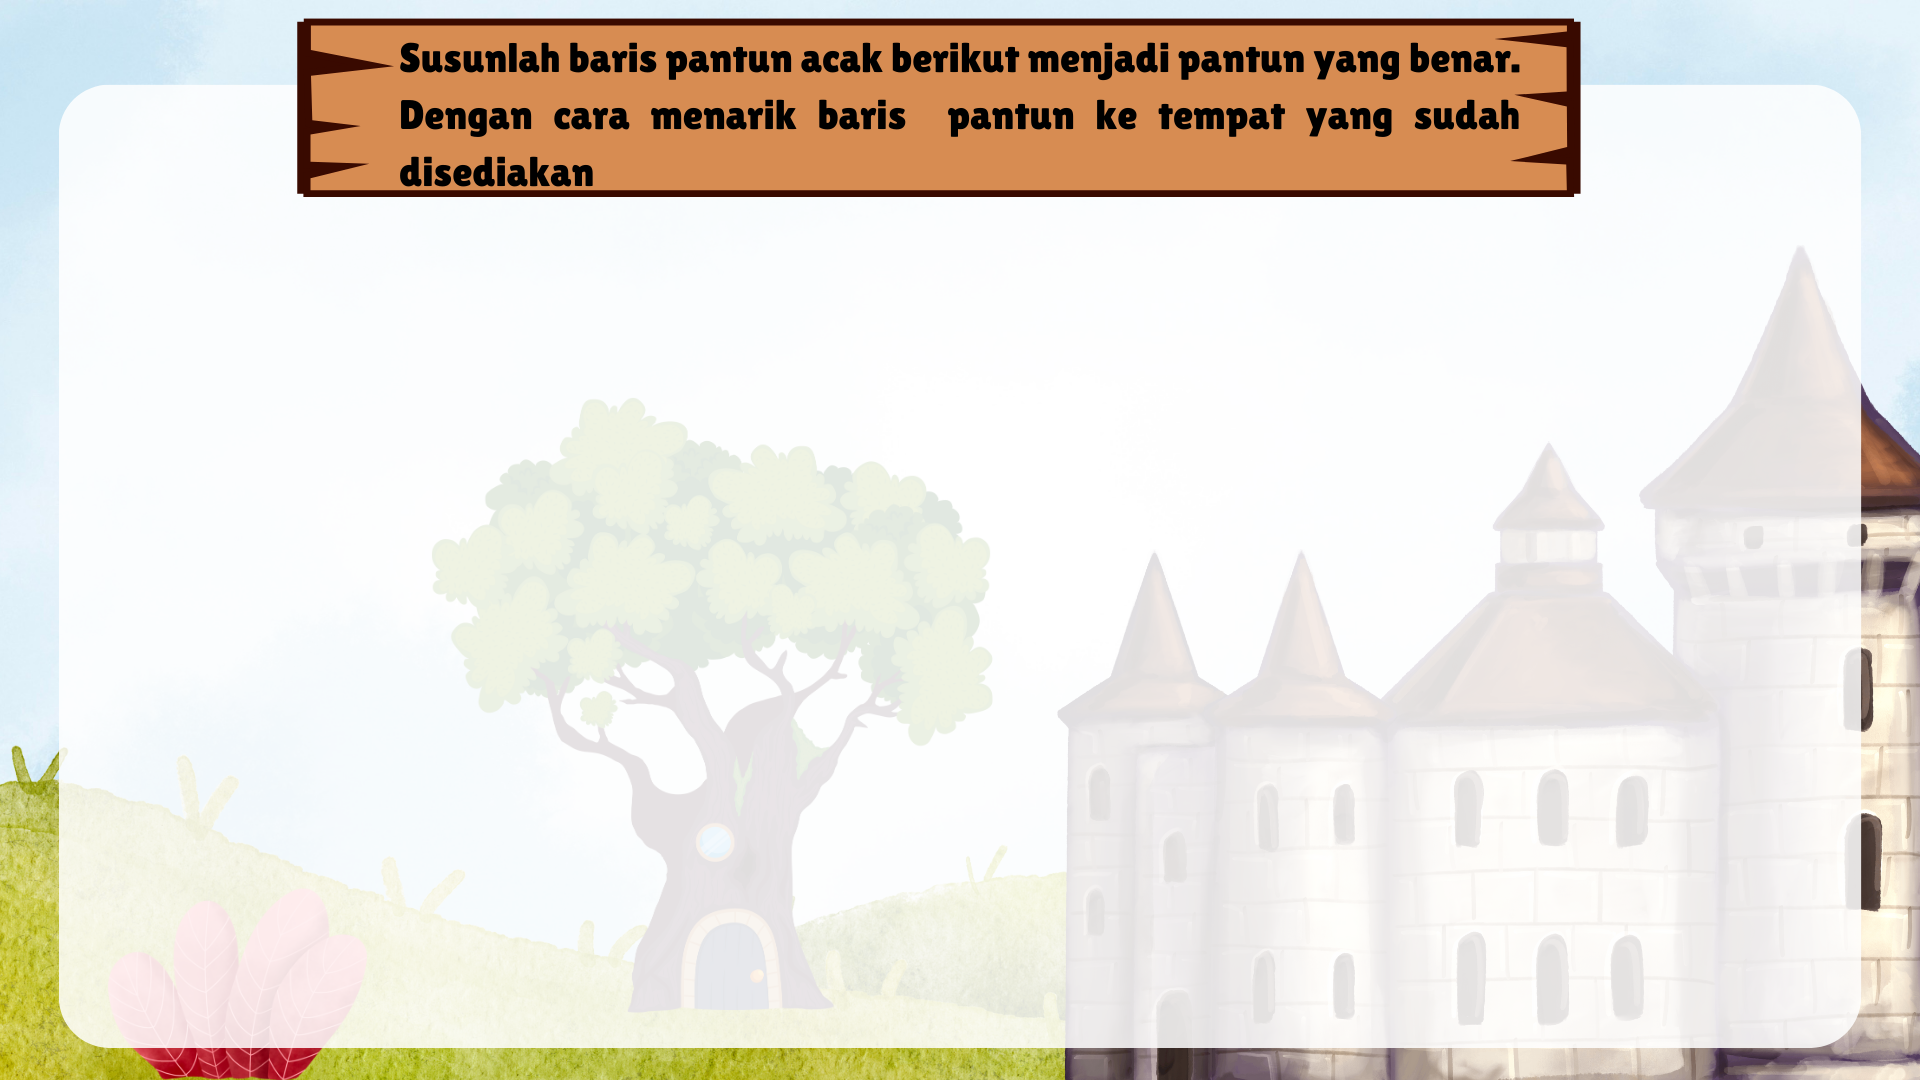 Susunlah baris pantun acak berikut menjadi pantun yang benar.
Dengan cara menarik baris pantun ke tempat yang sudah
disediakan